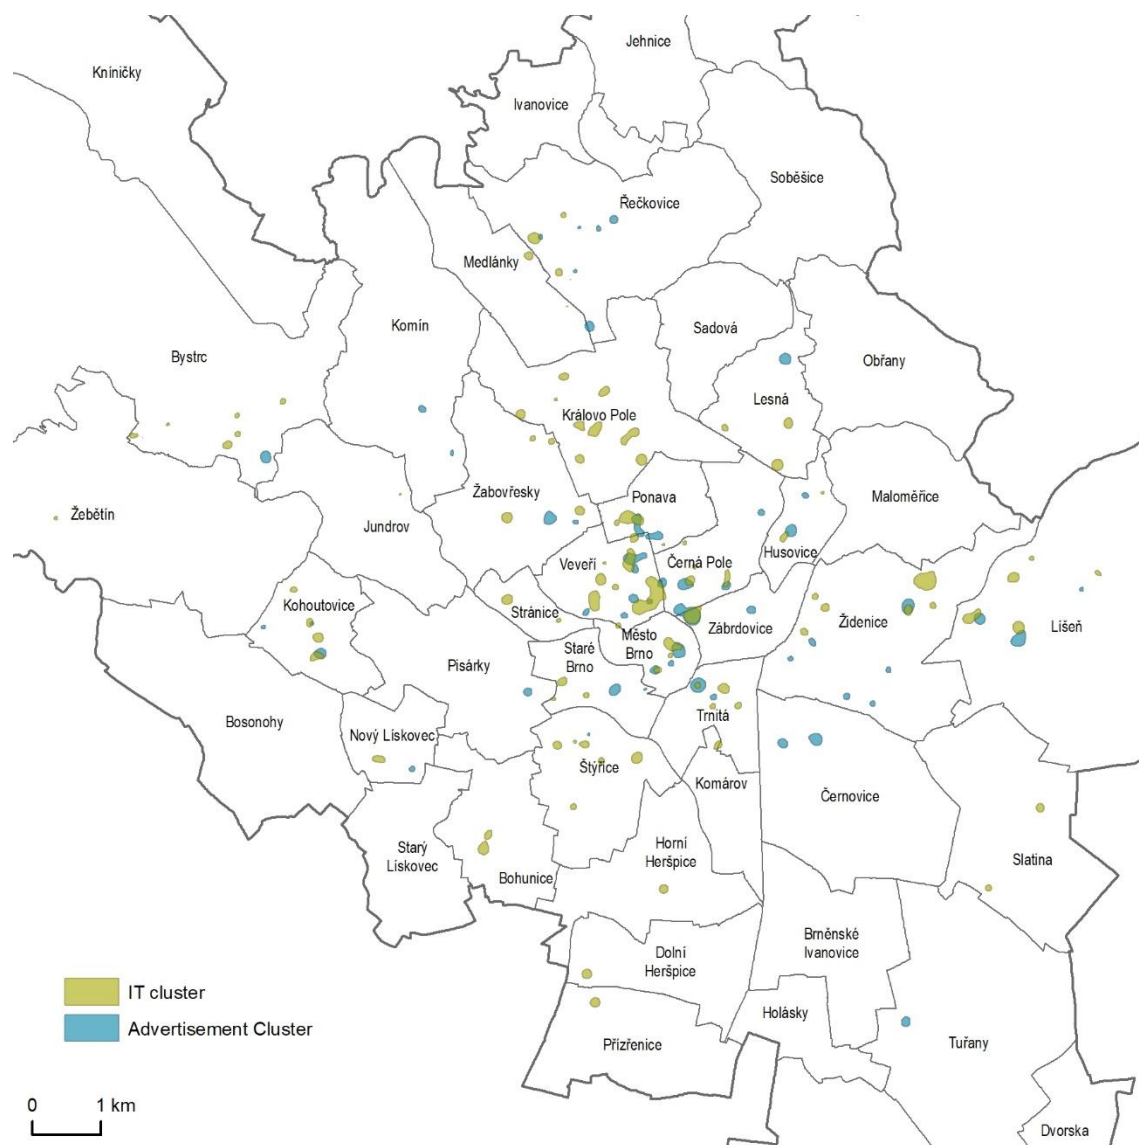 Jehnice
Kníničky
Ivanovice
Soběšice
Řečkovice
Medlánky
Komín
Sadová
Bystrc
Obřany
Lesná
Královo Pole
Žabovřesky
Ponava
Maloměřice
Žebětín
Jundrov
Husovice
Veveří
Černá Pole
Kohoutovice
Stránice
Zábrdovice
Židenice
Lišeň
Město
Brno
Staré
Brno
Pisárky
Bosonohy
Trnitá
Nový Lískovec
Štýřice
Komárov
Černovice
Starý
Lískovec
Horní
Heršpice
Slatina
Bohunice
Brněnské
Ivanovice
Dolní
Heršpice
IT cluster
Holásky
Advertisement Cluster
Přízřenice
Tuřany
0 1 km
Dvorska